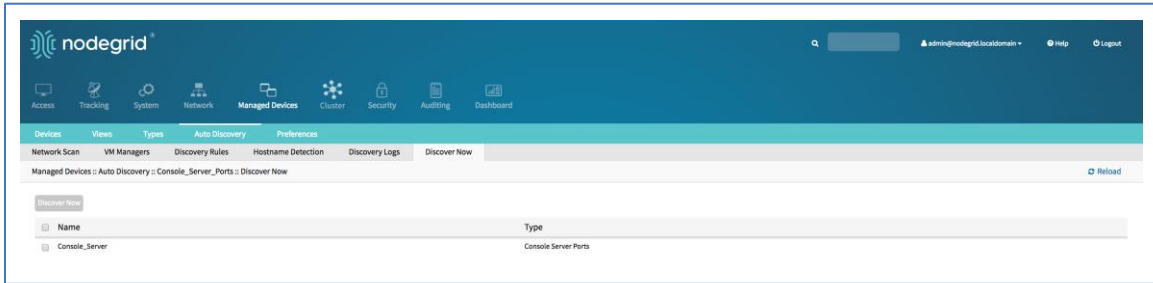 nodegrid®
admin@nodegrid.localdomain Help Logout
Access Tracking System Network Managed Devices Cluster Security Auditing Dashboard
Devices Views Types Auto Discovery Preferences
Network Scan VM Managers Discovery Rules Hostname Detection Discovery Logs Discover Now
Managed Devices :: Auto Discovery :: Console_Server_Ports :: Discover Now Reload
Discover Now
Name Type
Console_Server Console Server Ports